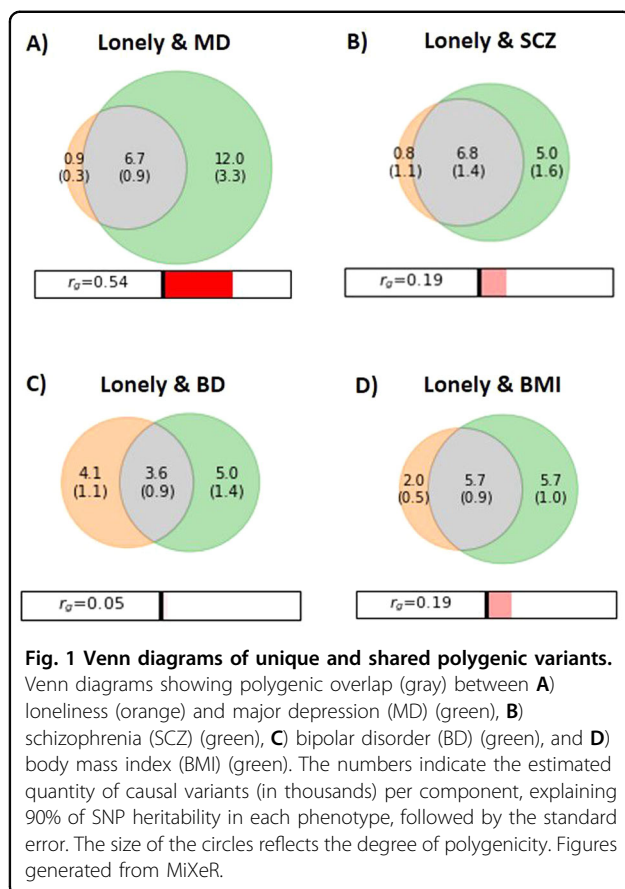 A) Lonely & MD
0.9 (0.3)
6.7 (0.9)
12.0 (3.3)
r_g=0.54
B) Lonely & SCZ
0.8 (1.1)
6.8 (1.4)
5.0 (1.6)
r_g=0.19
C) Lonely & BD
4.1 (1.1)
3.6 (0.9)
5.0 (1.4)
r_g=0.05
D) Lonely & BMI
2.0 (0.5)
5.7 (0.9)
5.7 (1.0)
r_g=0.19
Fig. 1 Venn diagrams of unique and shared polygenic variants.
Venn diagrams showing polygenic overlap (gray) between A)
loneliness (orange) and major depression (MD) (green), B)
schizophrenia (SCZ) (green), C) bipolar disorder (BD) (green), and D)
body mass index (BMI) (green). The numbers indicate the estimated
quantity of causal variants (in thousands) per component, explaining
90% of SNP heritability in each phenotype, followed by the standard
error. The size of the circles reflects the degree of polygenicity. Figures
generated from MiXeR.